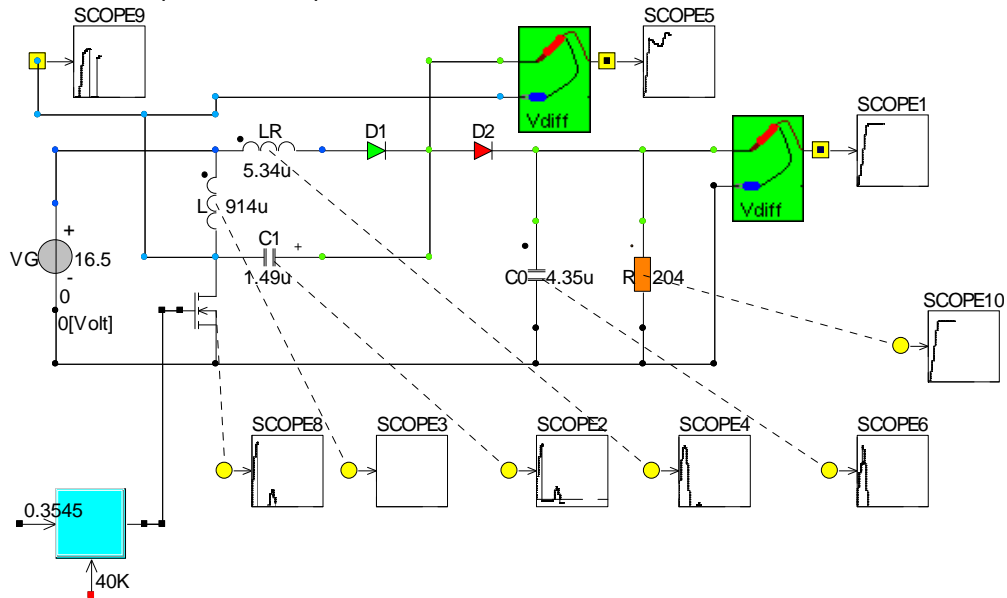 SCOPE9
SCOPE5
Vdiff
SCOPE1
LR
5.34u
D1
D2
Vdiff
L
914u
C1
+
1.49u
VG
+
16.5
-
0
0[Volt]
C0
4.35u
R
204
SCOPE10
SCOPE8
SCOPE3
SCOPE2
SCOPE4
SCOPE6
0.3545
40K